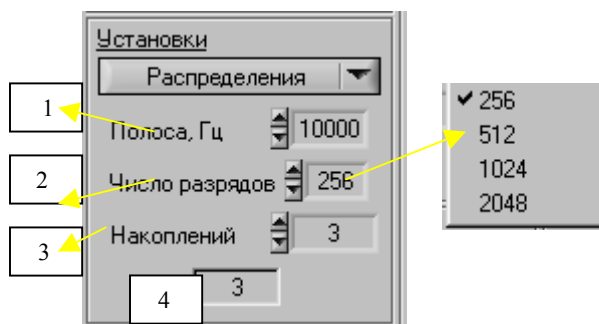 Установки
Распределения
1
Полоса, Гц 10000
2
Число разрядов 256
3
Накоплений 3
4
3
✔ 256
512
1024
2048